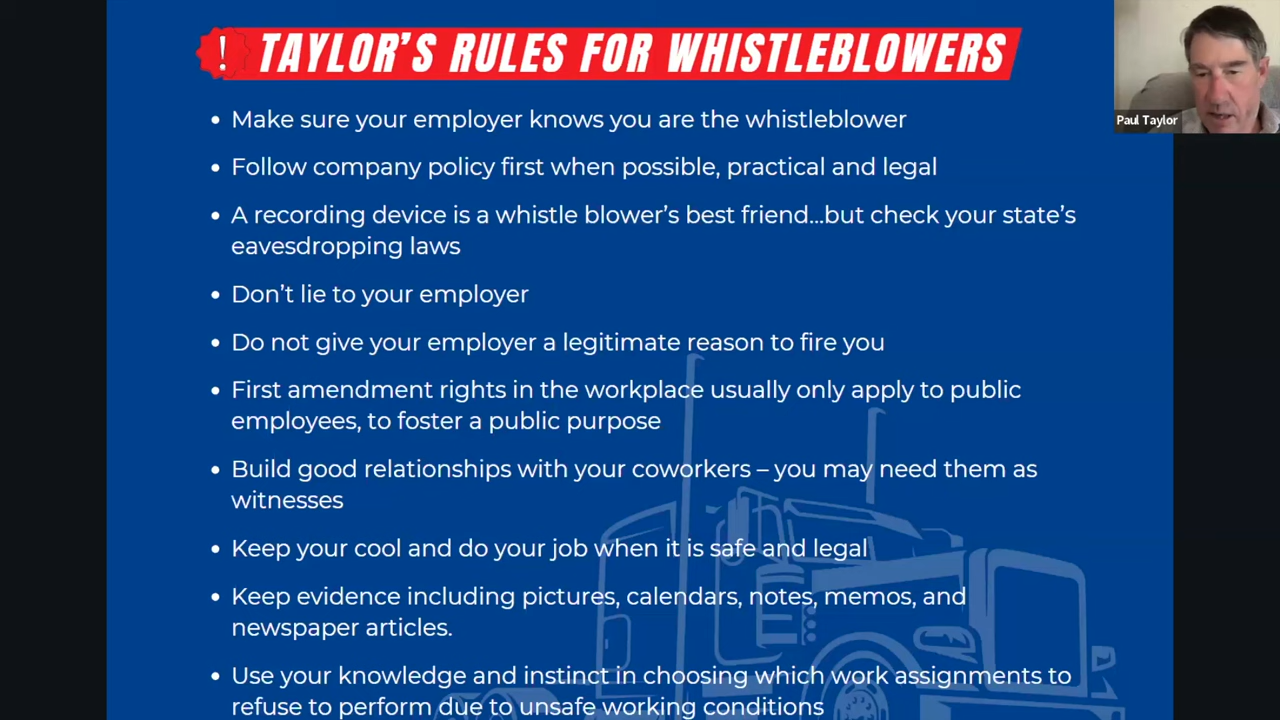 ! TAYLOR'S RULES FOR WHISTLEBLOWERS
Paul Taylor
• Make sure your employer knows you are the whistleblower
• Follow company policy first when possible, practical and legal
• A recording device is a whistle blower's best friend...but check your state's
eavesdropping laws
• Don't lie to your employer
• Do not give your employer a legitimate reason to fire you
• First amendment rights in the workplace usually only apply to public
employees, to foster a public purpose
• Build good relationships with your coworkers – you may need them as
witnesses
• Keep your cool and do your job when it is safe and legal
• Keep evidence including pictures, calendars, notes, memos, and
newspaper articles.
• Use your knowledge and instinct in choosing which work assignments to
refuse to perform due to unsafe working conditions